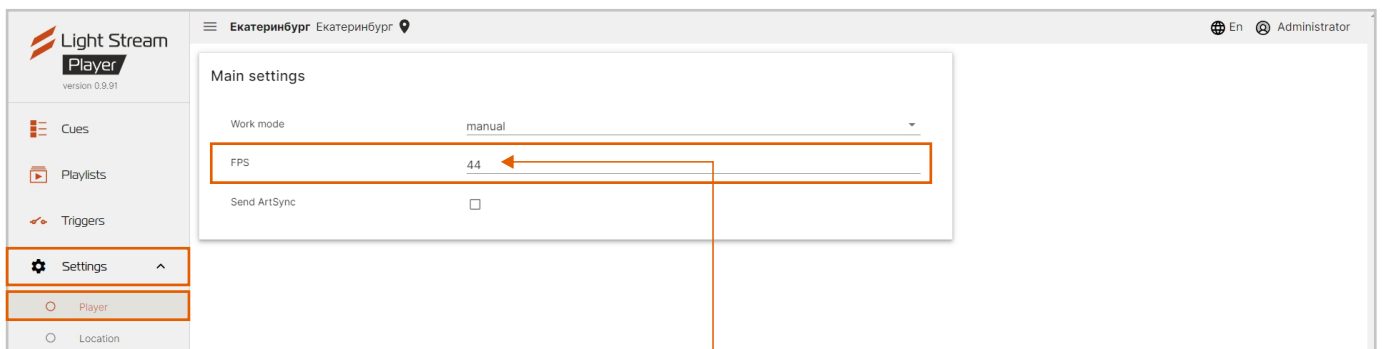 Light Stream
Player
version 0.9.91
Екатеринбург Екатеринбург
En Administrator
Cues
Playlists
Triggers
Settings
Player
Location
Main settings
Work mode manual
FPS 44
Send ArtSync